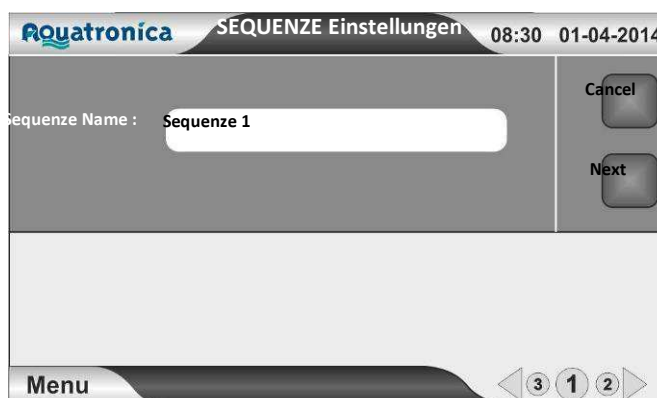 Aquatronica SEQUENZE Einstellungen 08:30 01-04-2014
Cancel
Sequenze Name : Sequenze 1
Next
Menu 3 1 2